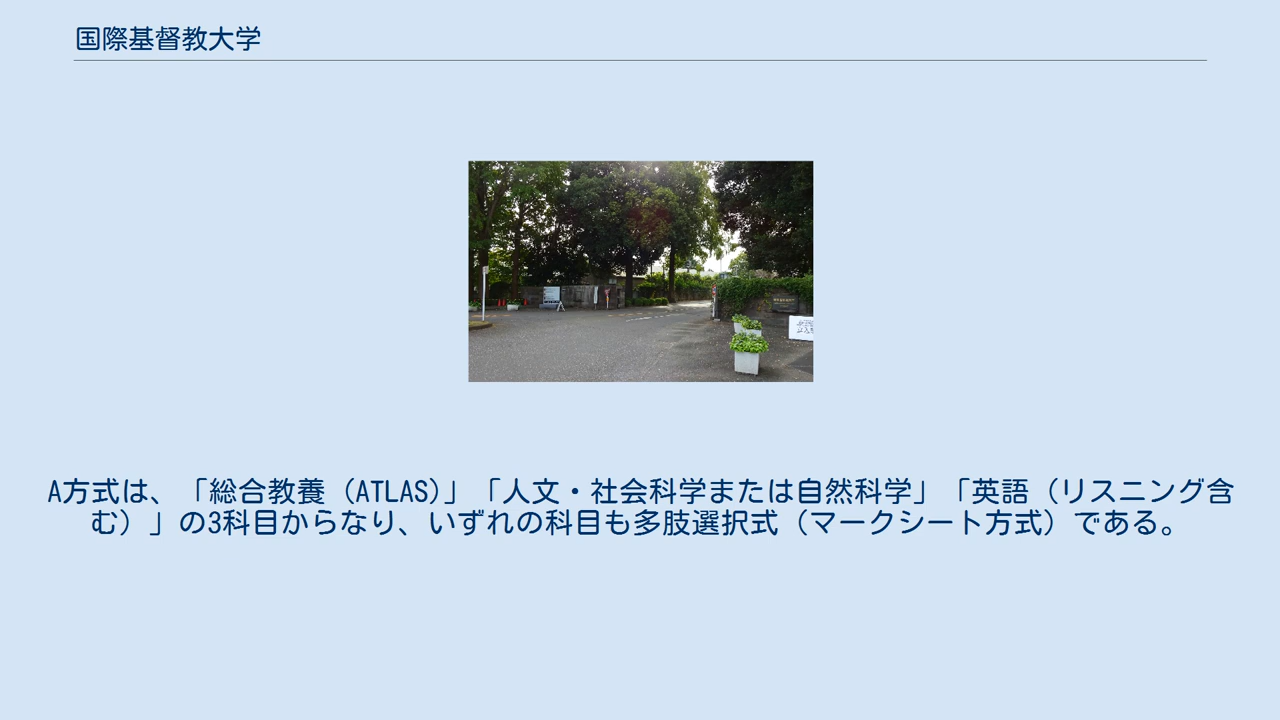 国際基督教大学
A方式は、「総合教養（ATLAS)」「人文・社会科学または自然科学」「英語（リスニング含
む）」の3科目からなり、いずれの科目も多肢選択式（マークシート方式）である。